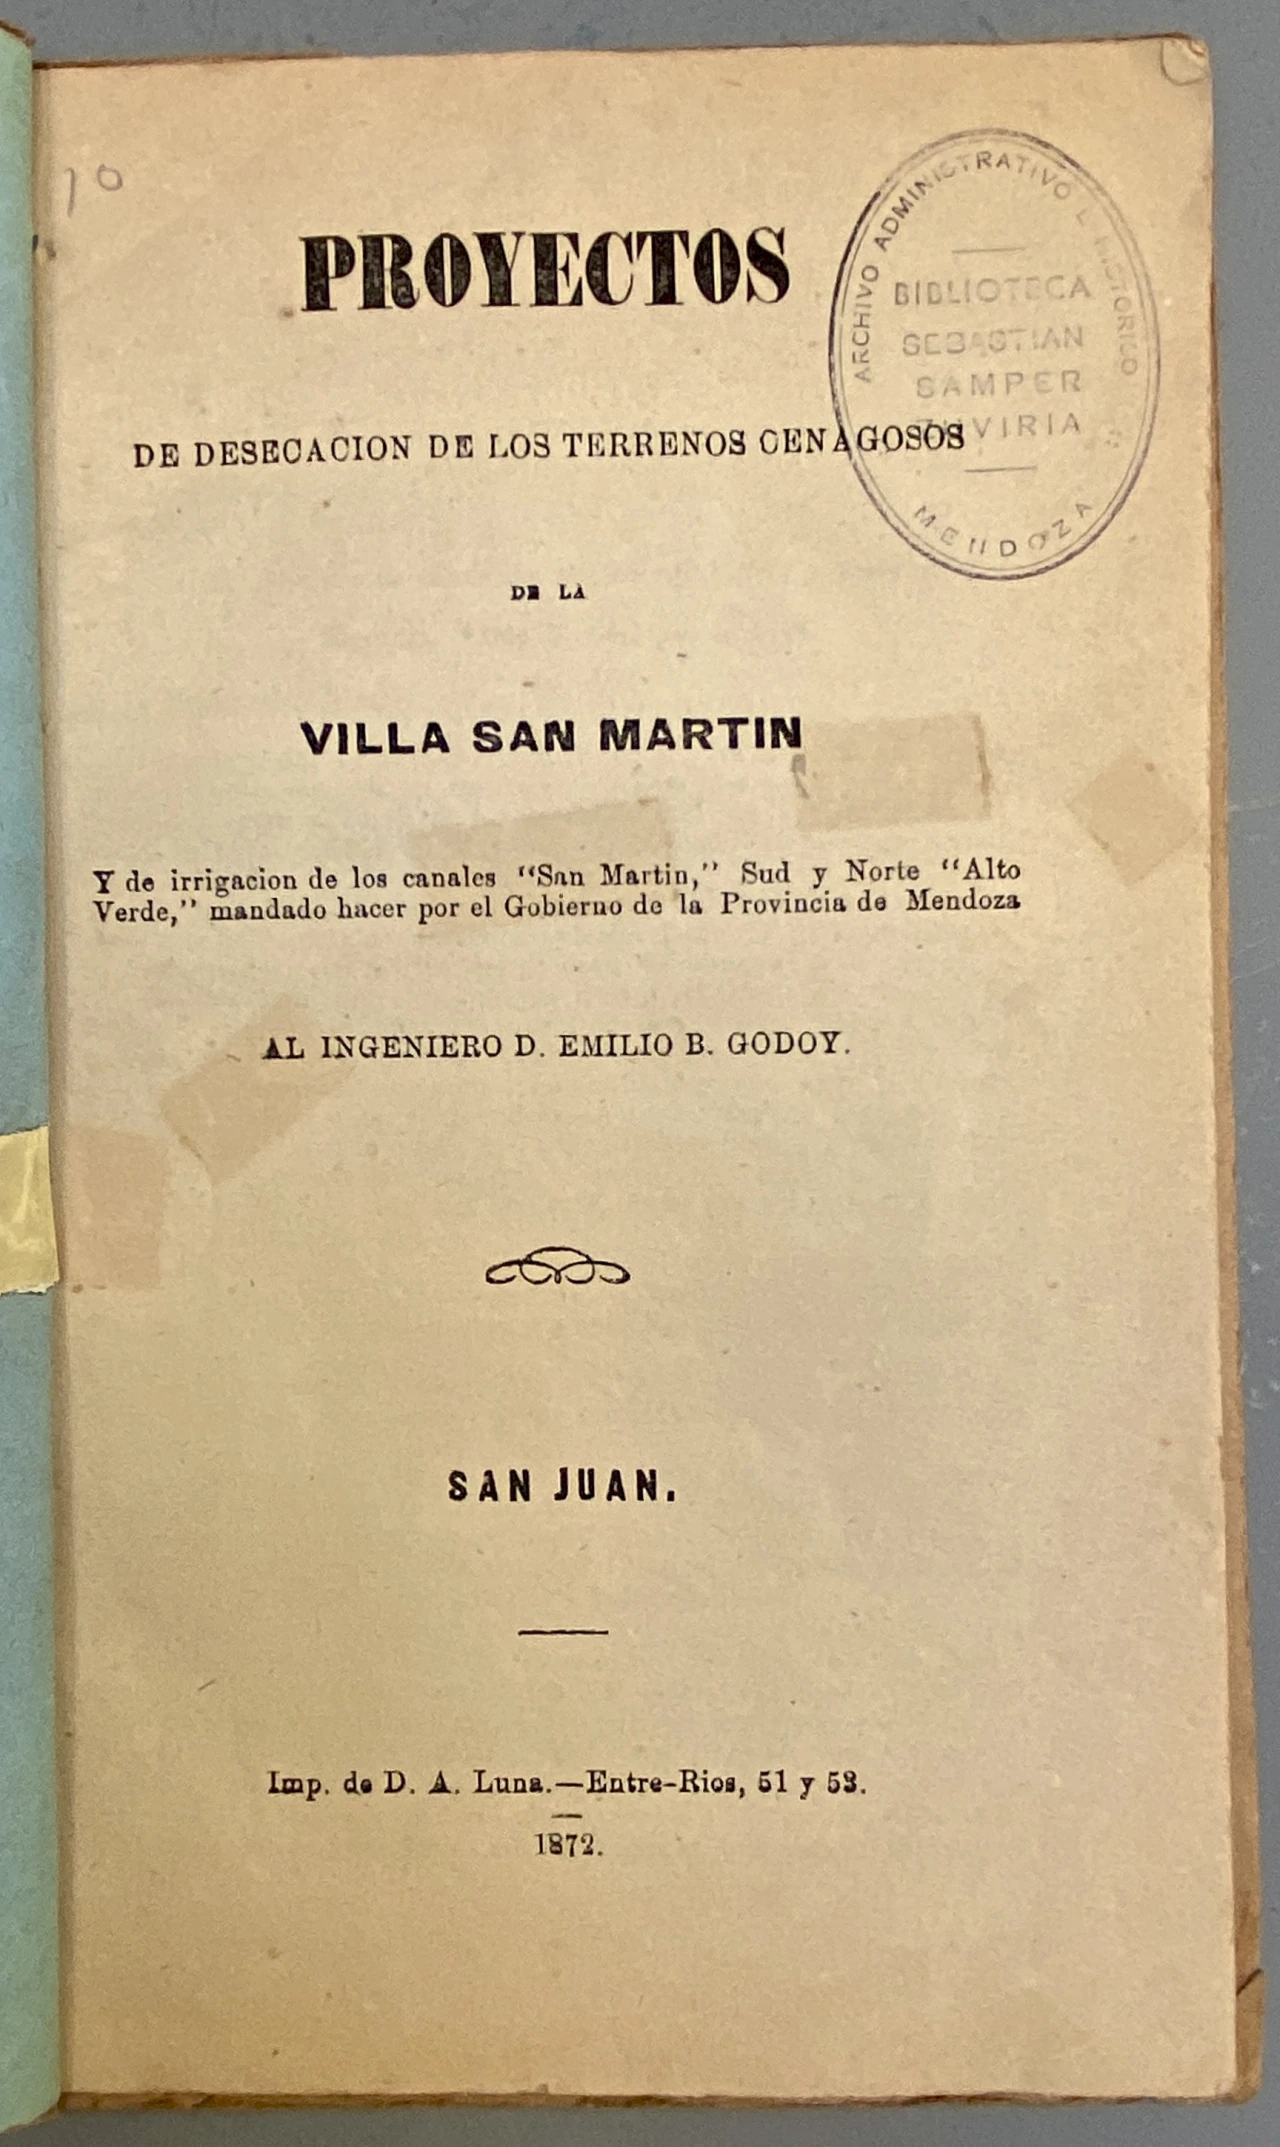 10
PROYECTOS
DE DESECACION DE LOS TERRENOS CENAGOSOS
DE LA
VILLA SAN MARTIN
Y de irrigacion de los canales "San Martin," Sud y Norte "Alto
Verde," mandado hacer por el Gobierno de la Provincia de Mendoza
AL INGENIERO D. EMILIO B. GODOY.
SAN JUAN.
Imp. de D. A. Luna.—Entre-Rios, 51 y 53.
1872.
ARCHIVO ADMINISTRATIVO E HISTORICO
BIBLIOTECA
SEBASTIAN
SAMPER
ZUVIRIA
MENDOZA